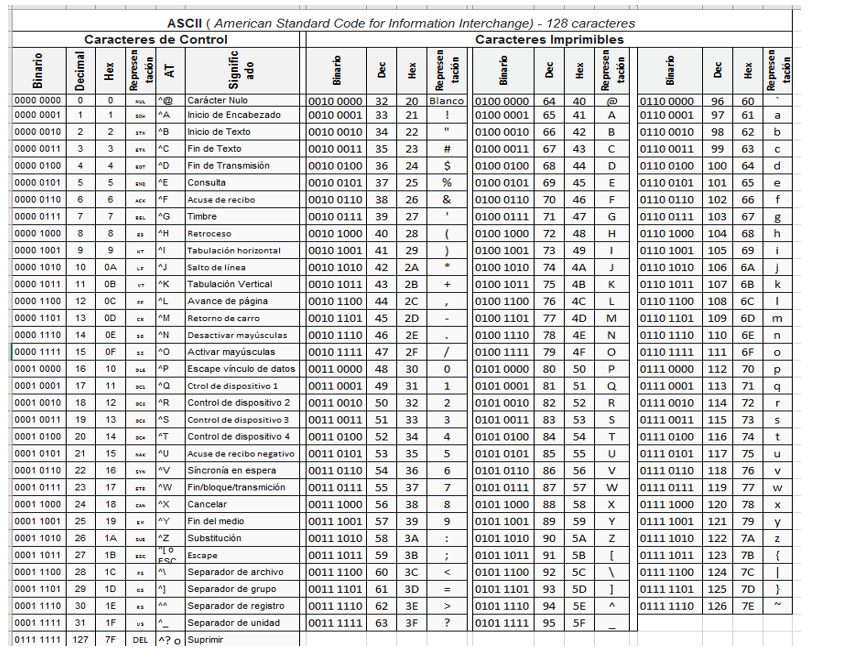 ASCII ( American Standard Code for Information Interchange) - 128 caracteres
Caracteres de Control Caracteres Imprimibles
Binario Decimal Hex Represen tación AT Signific ado Binario Dec Hex Represen tación Binario Dec Hex Represen tación Binario Dec Hex Represen tación
0000 0000 0 0 NUL ^@ Carácter Nulo 0010 0000 32 20 Blanco 0100 0000 64 40 @ 0110 0000 96 60 `
0000 0001 1 1 SOH ^A Inicio de Encabezado 0010 0001 33 21 ! 0100 0001 65 41 A 0110 0001 97 61 a
0000 0010 2 2 STX ^B Inicio de Texto 0010 0010 34 22 " 0100 0010 66 42 B 0110 0010 98 62 b
0000 0011 3 3 ETX ^C Fin de Texto 0010 0011 35 23 # 0100 0011 67 43 C 0110 0011 99 63 c
0000 0100 4 4 EOT ^D Fin de Transmisión 0010 0100 36 24 $ 0100 0100 68 44 D 0110 0100 100 64 d
0000 0101 5 5 ENQ ^E Consulta 0010 0101 37 25 % 0100 0101 69 45 E 0110 0101 101 65 e
0000 0110 6 6 ACK ^F Acuse de recibo 0010 0110 38 26 & 0100 0110 70 46 F 0110 0110 102 66 f
0000 0111 7 7 BEL ^G Timbre 0010 0111 39 27 ' 0100 0111 71 47 G 0110 0111 103 67 g
0000 1000 8 8 BS ^H Retroceso 0010 1000 40 28 ( 0100 1000 72 48 H 0110 1000 104 68 h
0000 1001 9 9 HT ^I Tabulación horizontal 0010 1001 41 29 ) 0100 1001 73 49 I 0110 1001 105 69 i
0000 1010 10 0A LF ^J Salto de línea 0010 1010 42 2A * 0100 1010 74 4A J 0110 1010 106 6A j
0000 1011 11 0B VT ^K Tabulación Vertical 0010 1011 43 2B + 0100 1011 75 4B K 0110 1011 107 6B k
0000 1100 12 0C FF ^L Avance de página 0010 1100 44 2C , 0100 1100 76 4C L 0110 1100 108 6C l
0000 1101 13 0D CR ^M Retorno de carro 0010 1101 45 2D - 0100 1101 77 4D M 0110 1101 109 6D m
0000 1110 14 0E SO ^N Desactivar mayúsculas 0010 1110 46 2E . 0100 1110 78 4E N 0110 1110 110 6E n
0000 1111 15 0F SI ^O Activar mayúsculas 0010 1111 47 2F / 0100 1111 79 4F O 0110 1111 111 6F o
0001 0000 16 10 DLE ^P Escape vínculo de datos 0011 0000 48 30 0 0101 0000 80 50 P 0111 0000 112 70 p
0001 0001 17 11 DC1 ^Q Ctrol de dispositivo 1 0011 0001 49 31 1 0101 0001 81 51 Q 0111 0001 113 71 q
0001 0010 18 12 DC2 ^R Control de dispositivo 2 0011 0010 50 32 2 0101 0010 82 52 R 0111 0010 114 72 r
0001 0011 19 13 DC3 ^S Control de dispositivo 3 0011 0011 51 33 3 0101 0011 83 53 S 0111 0011 115 73 s
0001 0100 20 14 DC4 ^T Control de dispositivo 4 0011 0100 52 34 4 0101 0100 84 54 T 0111 0100 116 74 t
0001 0101 21 15 NAK ^U Acuse de recibo negativo 0011 0101 53 35 5 0101 0101 85 55 U 0111 0101 117 75 u
0001 0110 22 16 SYN ^V Síncronía en espera 0011 0110 54 36 6 0101 0110 86 56 V 0111 0110 118 76 v
0001 0111 23 17 ETB ^W Fin/bloque/transmición 0011 0111 55 37 7 0101 0111 87 57 W 0111 0111 119 77 w
0001 1000 24 18 CAN ^X Cancelar 0011 1000 56 38 8 0101 1000 88 58 X 0111 1000 120 78 x
0001 1001 25 19 EM ^Y Fin del medio 0011 1001 57 39 9 0101 1001 89 59 Y 0111 1001 121 79 y
0001 1010 26 1A SUB ^Z Substitución 0011 1010 58 3A : 0101 1010 90 5A Z 0111 1010 122 7A z
0001 1011 27 1B ESC ^[ o ESC Escape 0011 1011 59 3B ; 0101 1011 91 5B [ 0111 1011 123 7B {
0001 1100 28 1C FS ^\ Separador de archivo 0011 1100 60 3C < 0101 1100 92 5C \ 0111 1100 124 7C |
0001 1101 29 1D GS ^] Separador de grupo 0011 1101 61 3D = 0101 1101 93 5D ] 0111 1101 125 7D }
0001 1110 30 1E RS ^^ Separador de registro 0011 1110 62 3E > 0101 1110 94 5E ^ 0111 1110 126 7E ~
0001 1111 31 1F US ^_ Separador de unidad 0011 1111 63 3F ? 0101 1111 95 5F _
0111 1111 127 7F DEL ^? o Suprimir